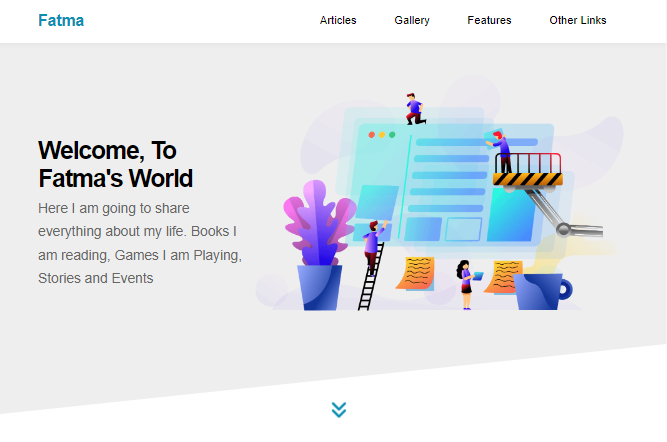 Fatma
Articles
Gallery
Features
Other Links
Welcome, To
Fatma's World
Here I am going to share
everything about my life. Books I
am reading, Games I am Playing,
Stories and Events